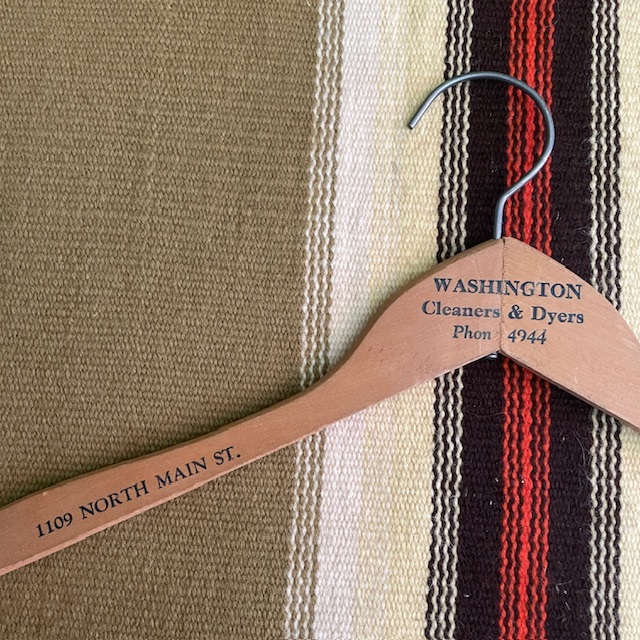 WASHINGTON
Cleaners & Dyers
Phon 4944
1109 NORTH MAIN ST.